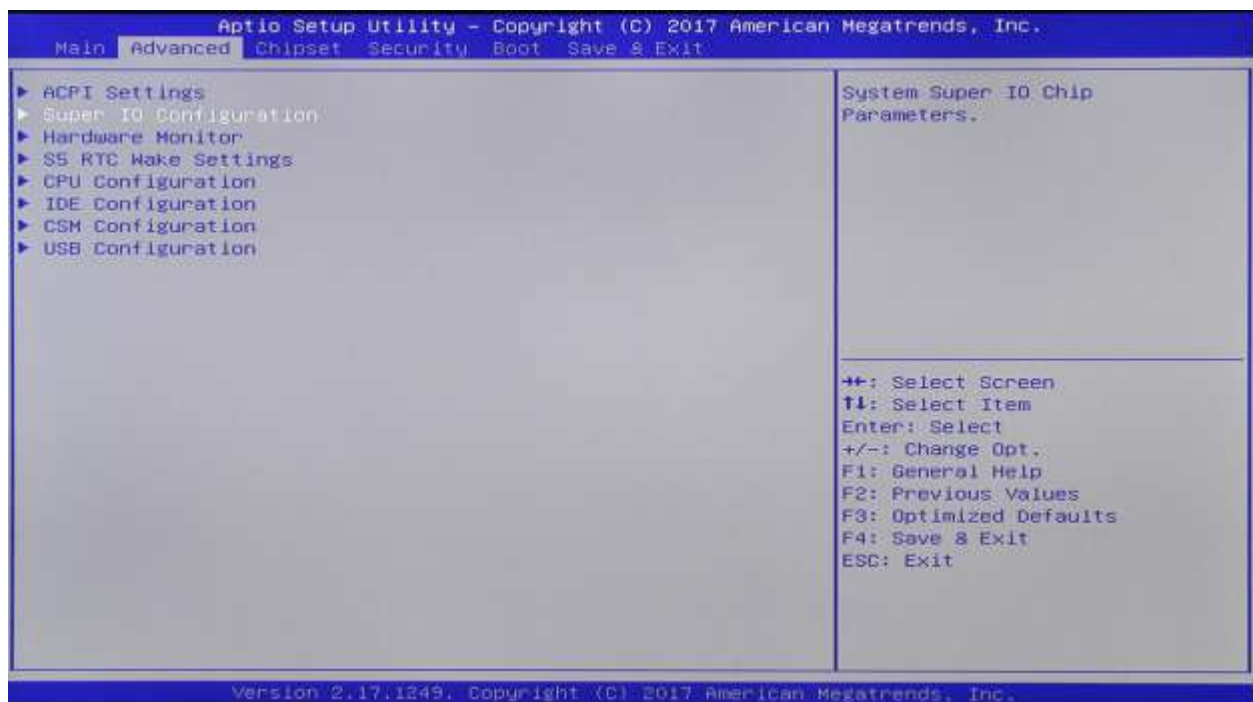 Aptio Setup Utility – Copyright (C) 2017 American Megatrends, Inc.
Main Advanced Chipset Security Boot Save & Exit
► ACPI Settings
► Super IO Configuration
► Hardware Monitor
► S5 RTC Wake Settings
► CPU Configuration
► IDE Configuration
► CSM Configuration
► USB Configuration
System Super IO Chip
Parameters.
→←: Select Screen
↑↓: Select Item
Enter: Select
+/-: Change Opt.
F1: General Help
F2: Previous Values
F3: Optimized Defaults
F4: Save & Exit
ESC: Exit
Version 2.17.1249. Copyright (C) 2017 American Megatrends, Inc.